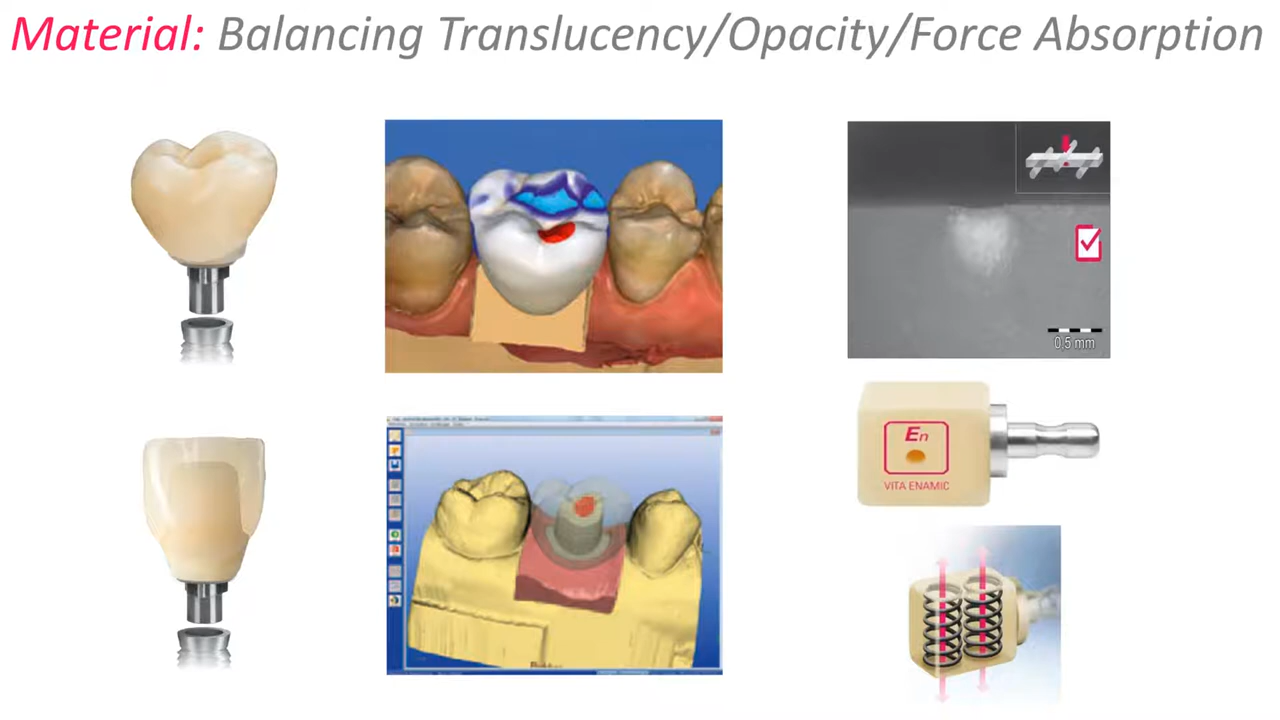 Material: Balancing Translucency/Opacity/Force Absorption
0,5 mm
En
VITA ENAMIC